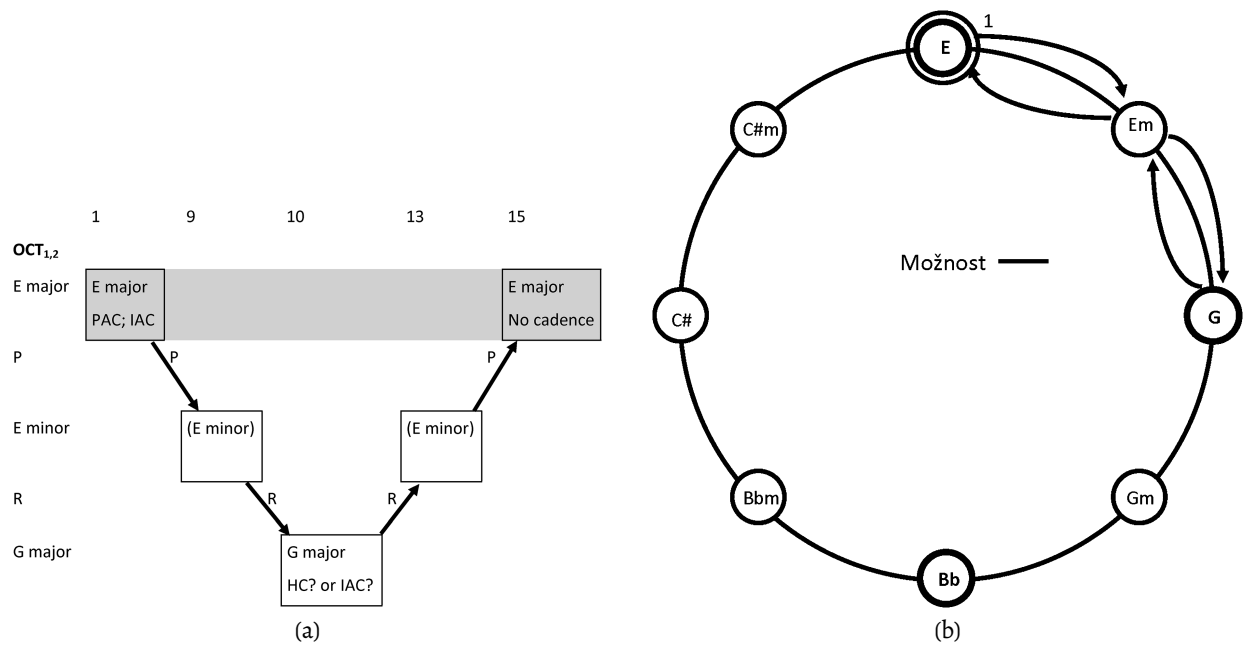 1 9 10 13 15
OCT1,2
E major
E major
PAC; IAC
E major
No cadence
P
P
P
E minor
(E minor)
(E minor)
R
R
R
G major
G major
HC? or IAC?
(a)
1
E
Em
G
Gm
Bb
Bbm
C#
C#m
Možnost
(b)